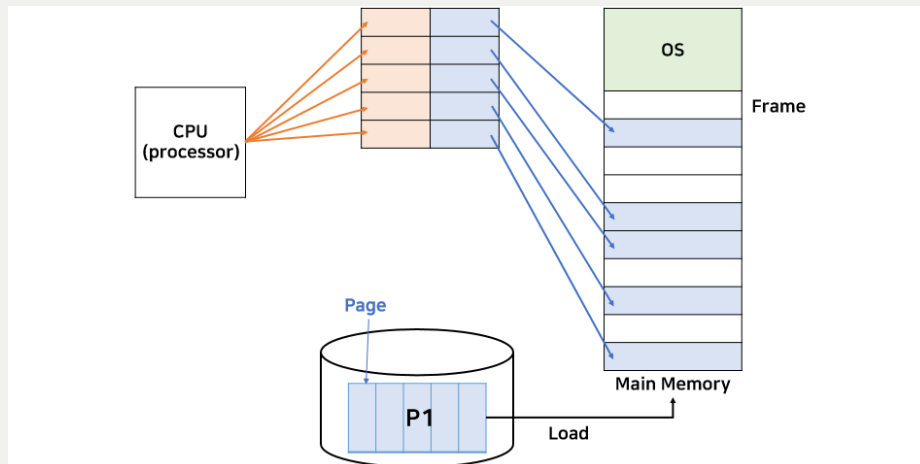 OS
Frame
CPU
(processor)
Page
P1
Main Memory
Load